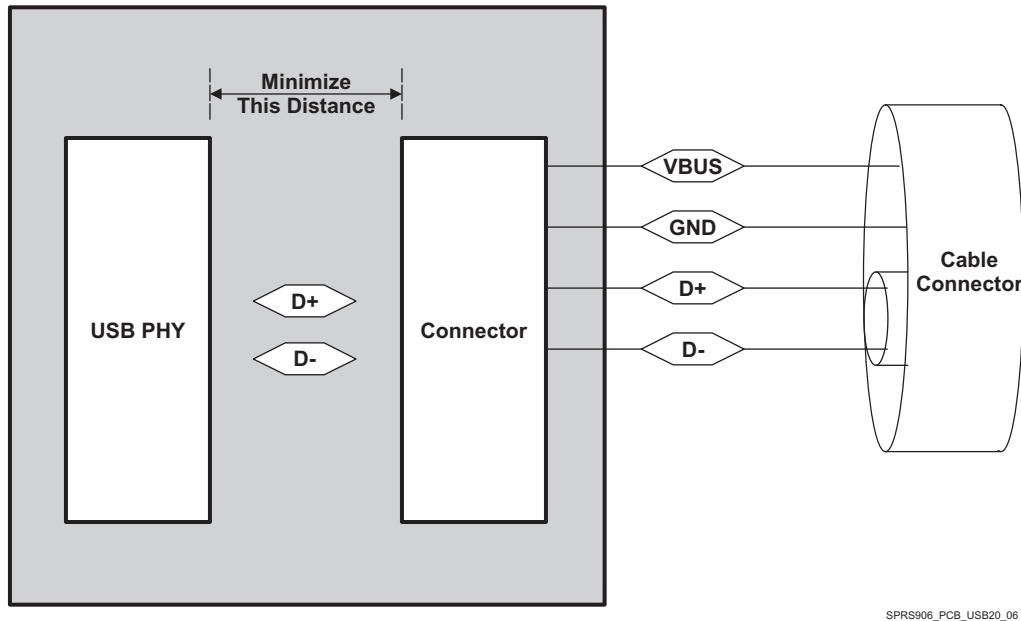 Minimize
This Distance
VBUS
GND
D+
D-
Cable
Connector
USB PHY
D+
D-
Connector
SPRS906_PCB_USB20_06